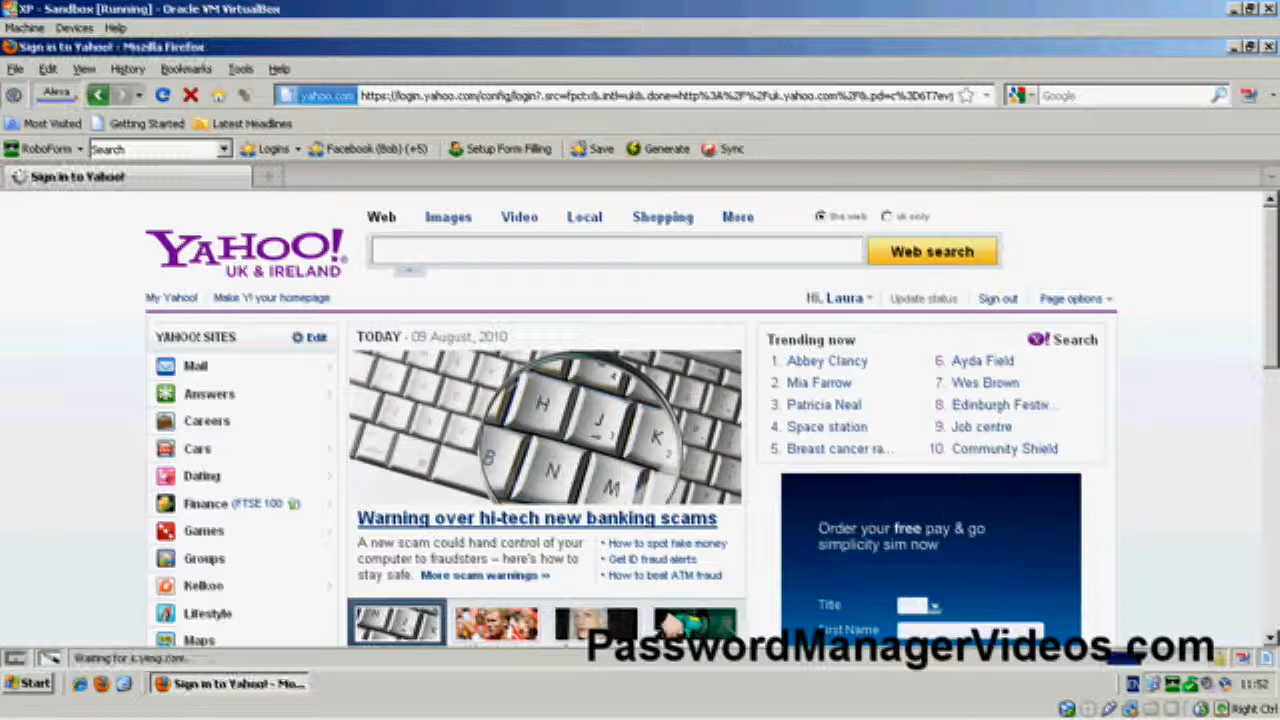 XP - Sandbox [Running] - Oracle VM VirtualBox
Machine Devices Help
Sign in to Yahoo! - Mozilla Firefox
File Edit View History Bookmarks Tools Help
Alexa yahoo.com Google
Most Visited Getting Started Latest Headlines
RoboForm Search Logins Facebook (Bob) (+5) Setup Form Filling Save Generate Sync
Sign in to Yahoo!
Web Images Video Local Shopping More the web uk only
YAHOO! Web search
UK & IRELAND
My Yahoo! Make Y! your homepage Hi, Laura Update status Sign out Page options
YAHOO! SITES Edit
Mail
Answers
Careers
Cars
Dating
Finance (FTSE 100)
Games
Groups
Kelkoo
Lifestyle
Maps
TODAY - 09 August, 2010
H J K
B N M
Warning over hi-tech new banking scams
A new scam could hand control of your
computer to fraudsters – here's how to
stay safe. More scam warnings »
• How to spot fake money
• Get ID fraud alerts
• How to beat ATM fraud
Trending now Y! Search
1. Abbey Clancy
2. Mia Farrow
3. Patricia Neal
4. Space station
5. Breast cancer ra...
6. Ayda Field
7. Wes Brown
8. Edinburgh Festiv...
9. Job centre
10. Community Shield
Order your free pay & go
simplicity sim now
Title
First Name
PasswordManagerVideos.com
Waiting for
Start Sign in to Yahoo! - Mo... EN 11:52
Right Ctrl